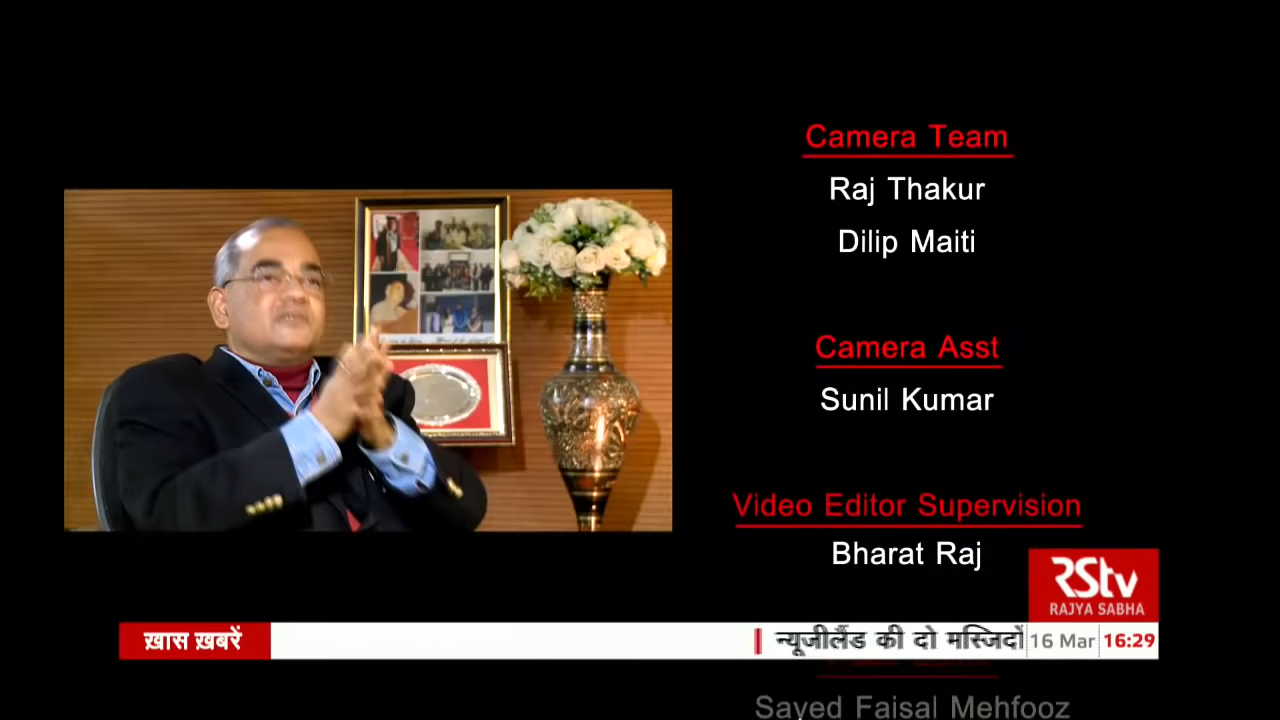 Camera Team
Raj Thakur
Dilip Maiti
Camera Asst
Sunil Kumar
Video Editor Supervision
Bharat Raj
RStv
RAJYA SABHA
ख़ास ख़बरें
न्यूजीलैंड की दो मस्जिदों
16 Mar
16:29
Sayed Faisal Mehfooz